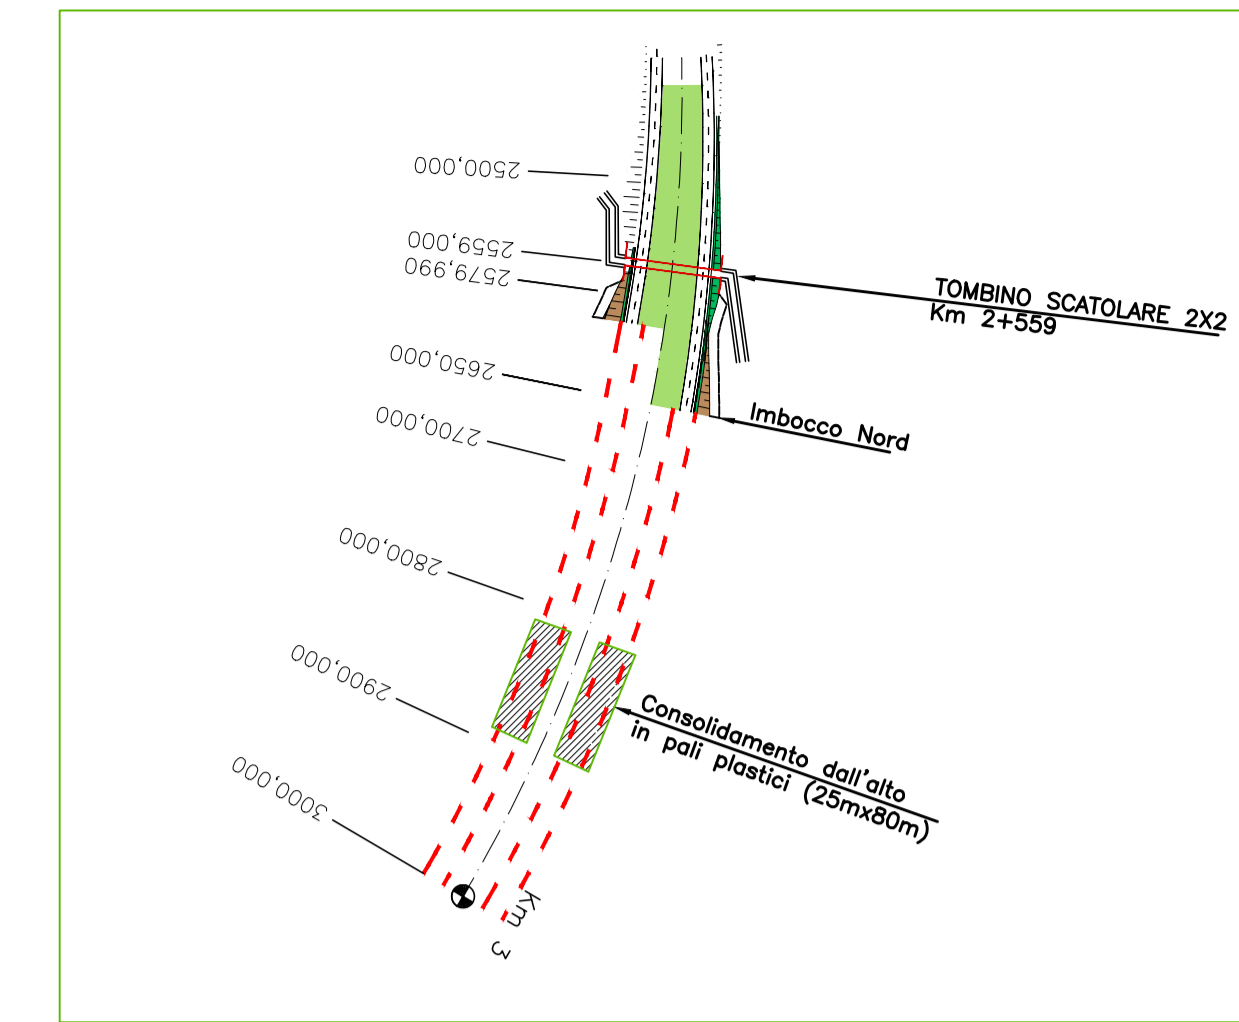 2500,000
2559,000
2579,990
TOMBINO SCATOLARE 2X2
Km 2+559
2650,000
2700,000
Imbocco Nord
2800,000
2900,000
Consolidamento dall'alto
in pali plastici (25mx80m)
3000,000
Km 3